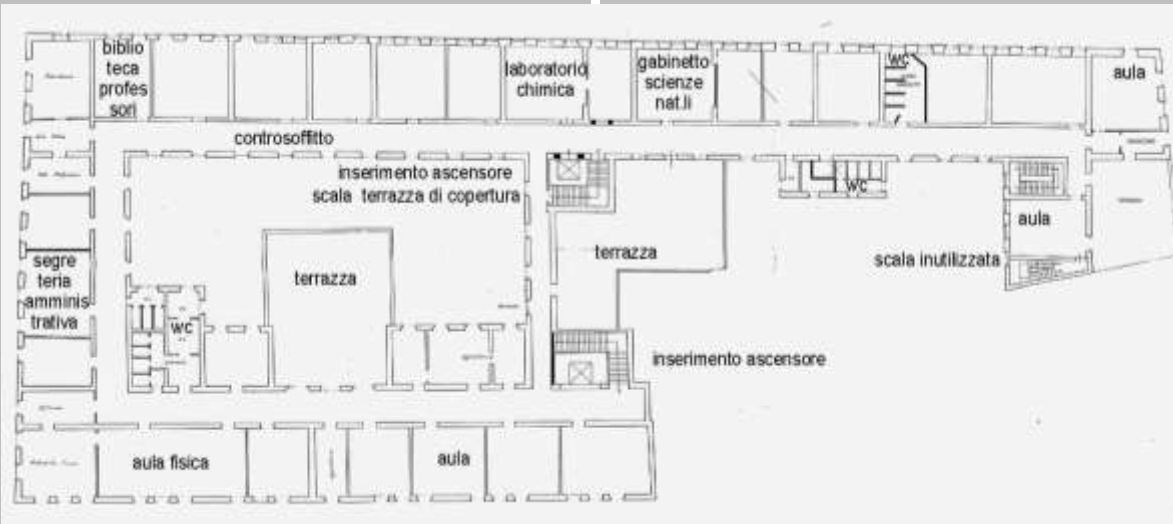 biblio
teca
profes
sori
laboratorio
chimica
gabinetto
scienze
nat.li
WC
aula
controsoffitto
inserimento ascensore
scala terrazza di copertura
WC
aula
terrazza
scala inutilizzata
segre
teria
amminis
trativa
terrazza
WC
inserimento ascensore
aula fisica
aula